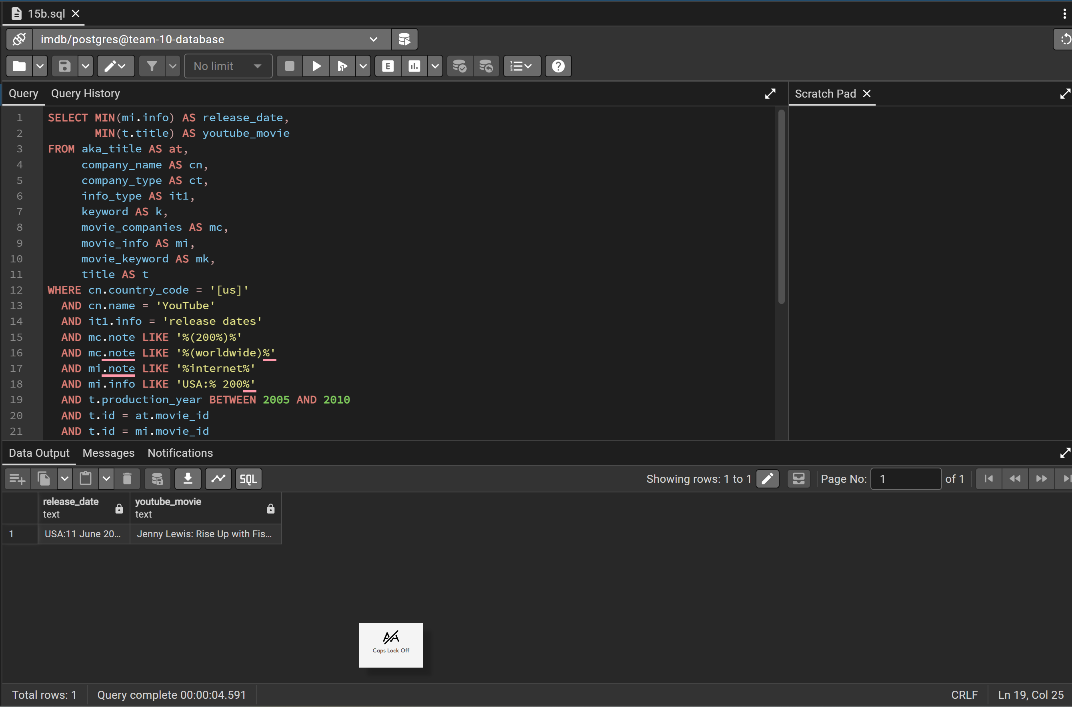 15b.sql
imdb/postgres@team-10-database
No limit
Query Query History
Scratch Pad
1 SELECT MIN(mi.info) AS release_date,
2 MIN(t.title) AS youtube_movie
3 FROM aka_title AS at,
4 company_name AS cn,
5 company_type AS ct,
6 info_type AS it1,
7 keyword AS k,
8 movie_companies AS mc,
9 movie_info AS mi,
10 movie_keyword AS mk,
11 title AS t
12 WHERE cn.country_code = '[us]'
13 AND cn.name = 'YouTube'
14 AND it1.info = 'release dates'
15 AND mc.note LIKE '%(200%)%'
16 AND mc.note LIKE '%(worldwide)%'
17 AND mi.note LIKE '%internet%'
18 AND mi.info LIKE 'USA:% 200%'
19 AND t.production_year BETWEEN 2005 AND 2010
20 AND t.id = at.movie_id
21 AND t.id = mi.movie_id
Data Output Messages Notifications
SQL
Showing rows: 1 to 1
Page No: 1 of 1
release_date youtube_movie
text text
1 USA:11 June 20... Jenny Lewis: Rise Up with Fis...
Caps Lock Off
Total rows: 1 Query complete 00:00:04.591 CRLF Ln 19, Col 25